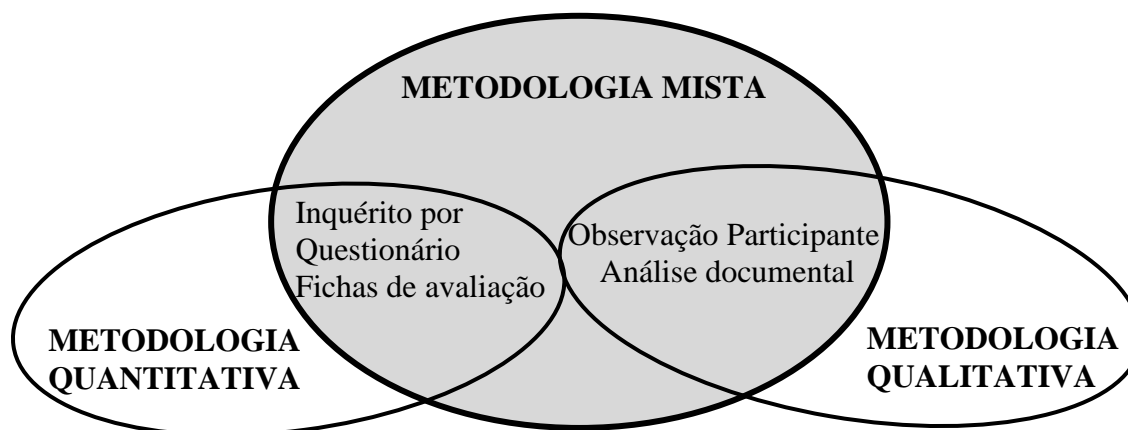 METODOLOGIA MISTA
Inquérito por
Questionário
Fichas de avaliação
Observação Participante
Análise documental
METODOLOGIA
QUANTITATIVA
METODOLOGIA
QUALITATIVA